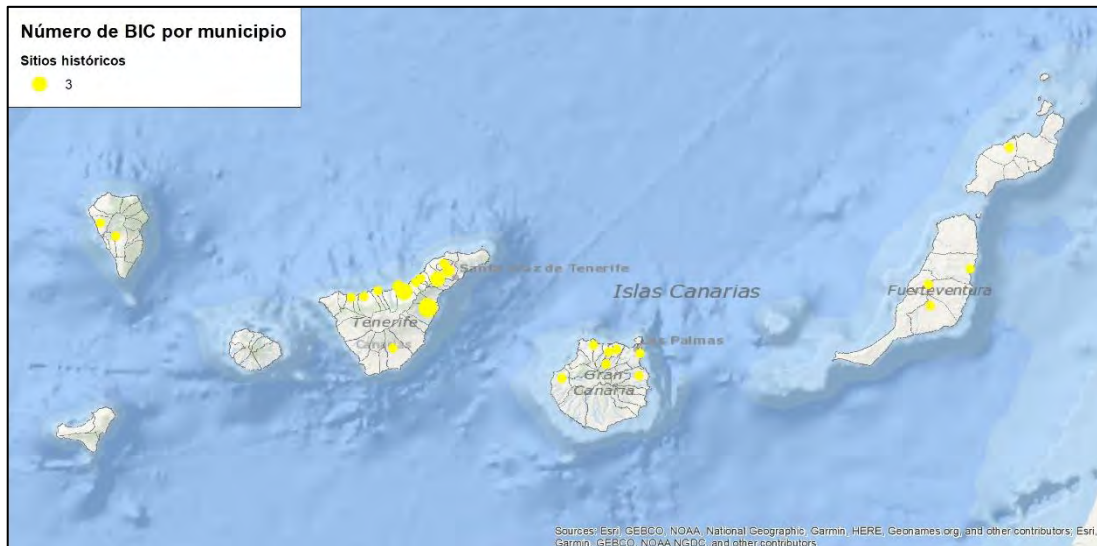 Número de BIC por municipio
Sitios históricos
3
Santa Cruz de Tenerife
Islas Canarias
Fuerteventura
Tenerife
Canarias
Las Palmas
Gran
Canaria
Sources: Esri, GEBCO, NOAA, National Geographic, Garmin, HERE, Geonames.org, and other contributors; Esri,
Garmin, GEBCO, NOAA NGDC, and other contributors